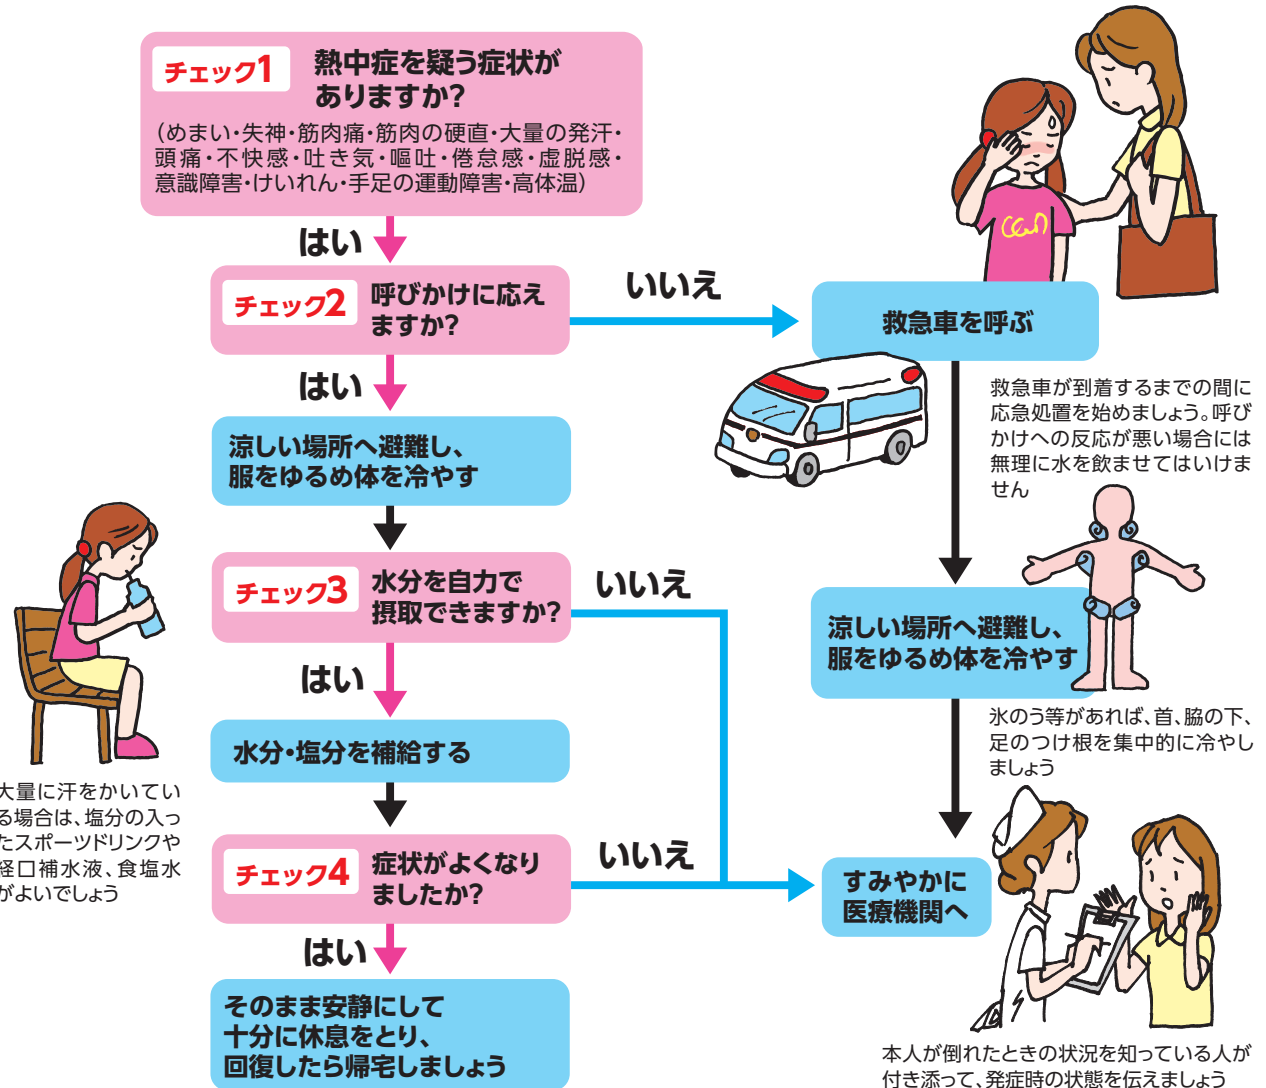 チェック1
熱中症を疑う症状が
ありますか?
(めまい・失神・筋肉痛・筋肉の硬直・大量の発汗・
頭痛・不快感・吐き気・嘔吐・倦怠感・虚脱感・
意識障害・けいれん・手足の運動障害・高体温)
はい
チェック2
呼びかけに応え
ますか?
いいえ
救急車を呼ぶ
救急車が到着するまでの間に
応急処置を始めましょう。呼び
かけへの反応が悪い場合には
無理に水を飲ませてはいけま
せん
はい
涼しい場所へ避難し、
服をゆるめ体を冷やす
チェック3
水分を自力で
摂取できますか?
いいえ
涼しい場所へ避難し、
服をゆるめ体を冷やす
氷のう等があれば、首、脇の下、
足のつけ根を集中的に冷やし
ましょう
はい
水分・塩分を補給する
大量に汗をかいてい
る場合は、塩分の入っ
たスポーツドリンクや
経口補水液、食塩水
がよいでしょう
チェック4
症状がよくなり
ましたか?
いいえ
すみやかに
医療機関へ
はい
そのまま安静にして
十分に休息をとり、
回復したら帰宅しましょう
本人が倒れたときの状況を知っている人が
付き添って、発症時の状態を伝えましょう